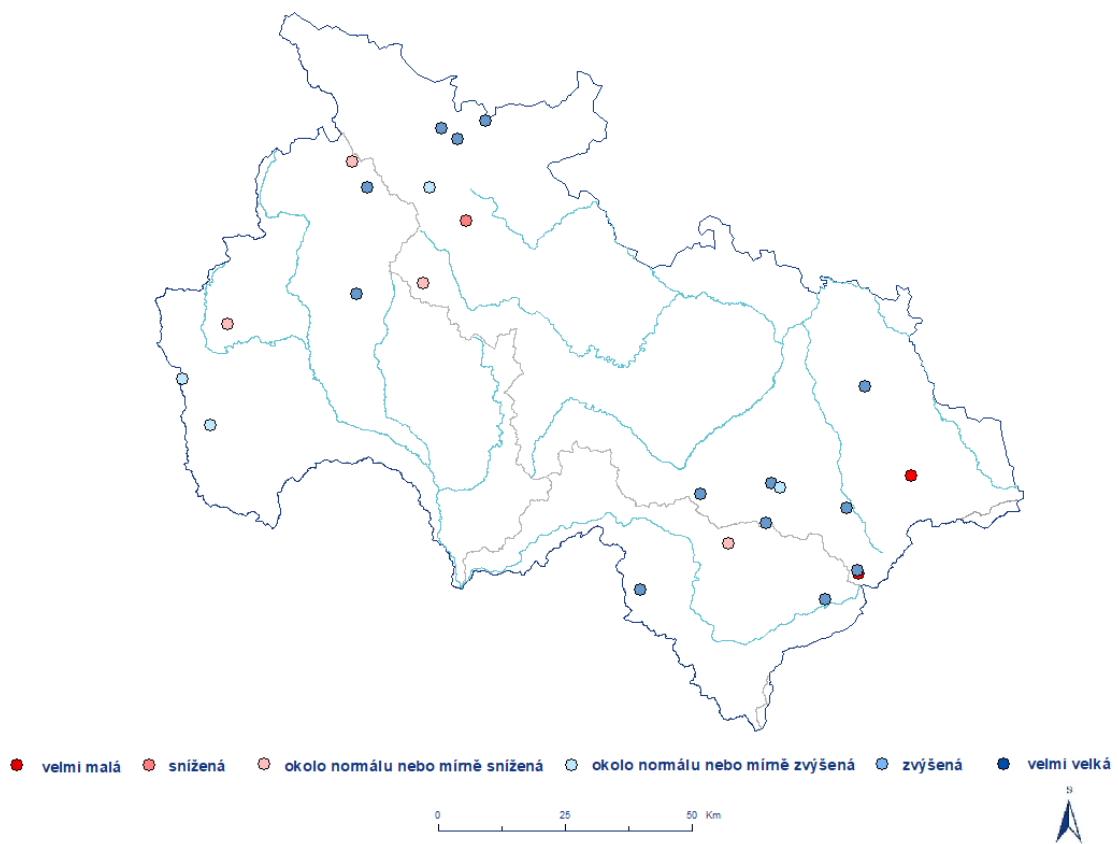 velmi malá snížená okolo normálu nebo mírně snížená okolo normálu nebo mírně zvýšená zvýšená velmi velká
S
0 25 50 Km